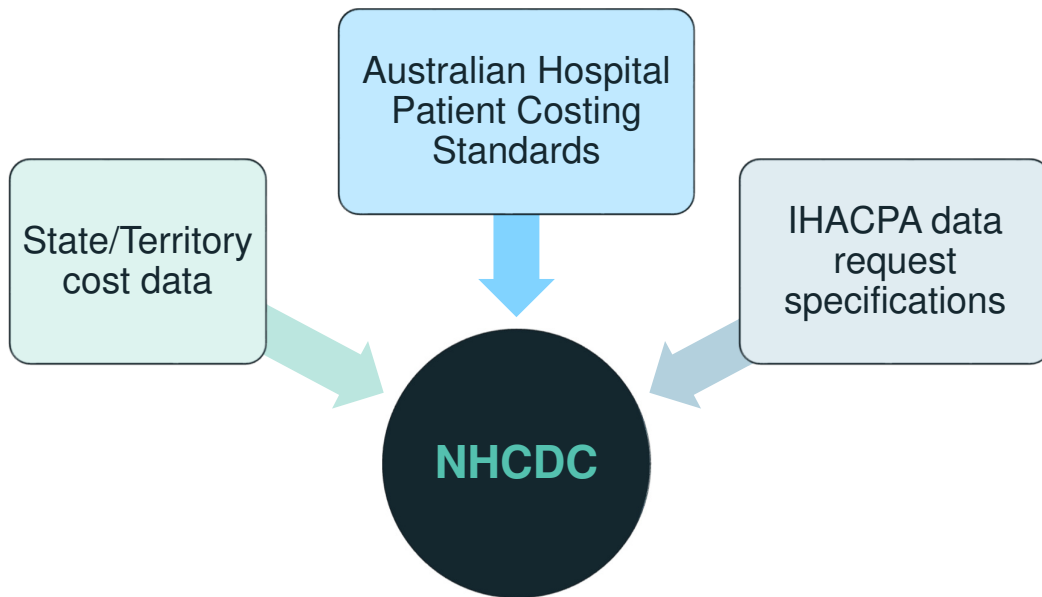 Australian Hospital
Patient Costing
Standards
State/Territory
cost data
IHACPA data
request
specifications
NHCDC